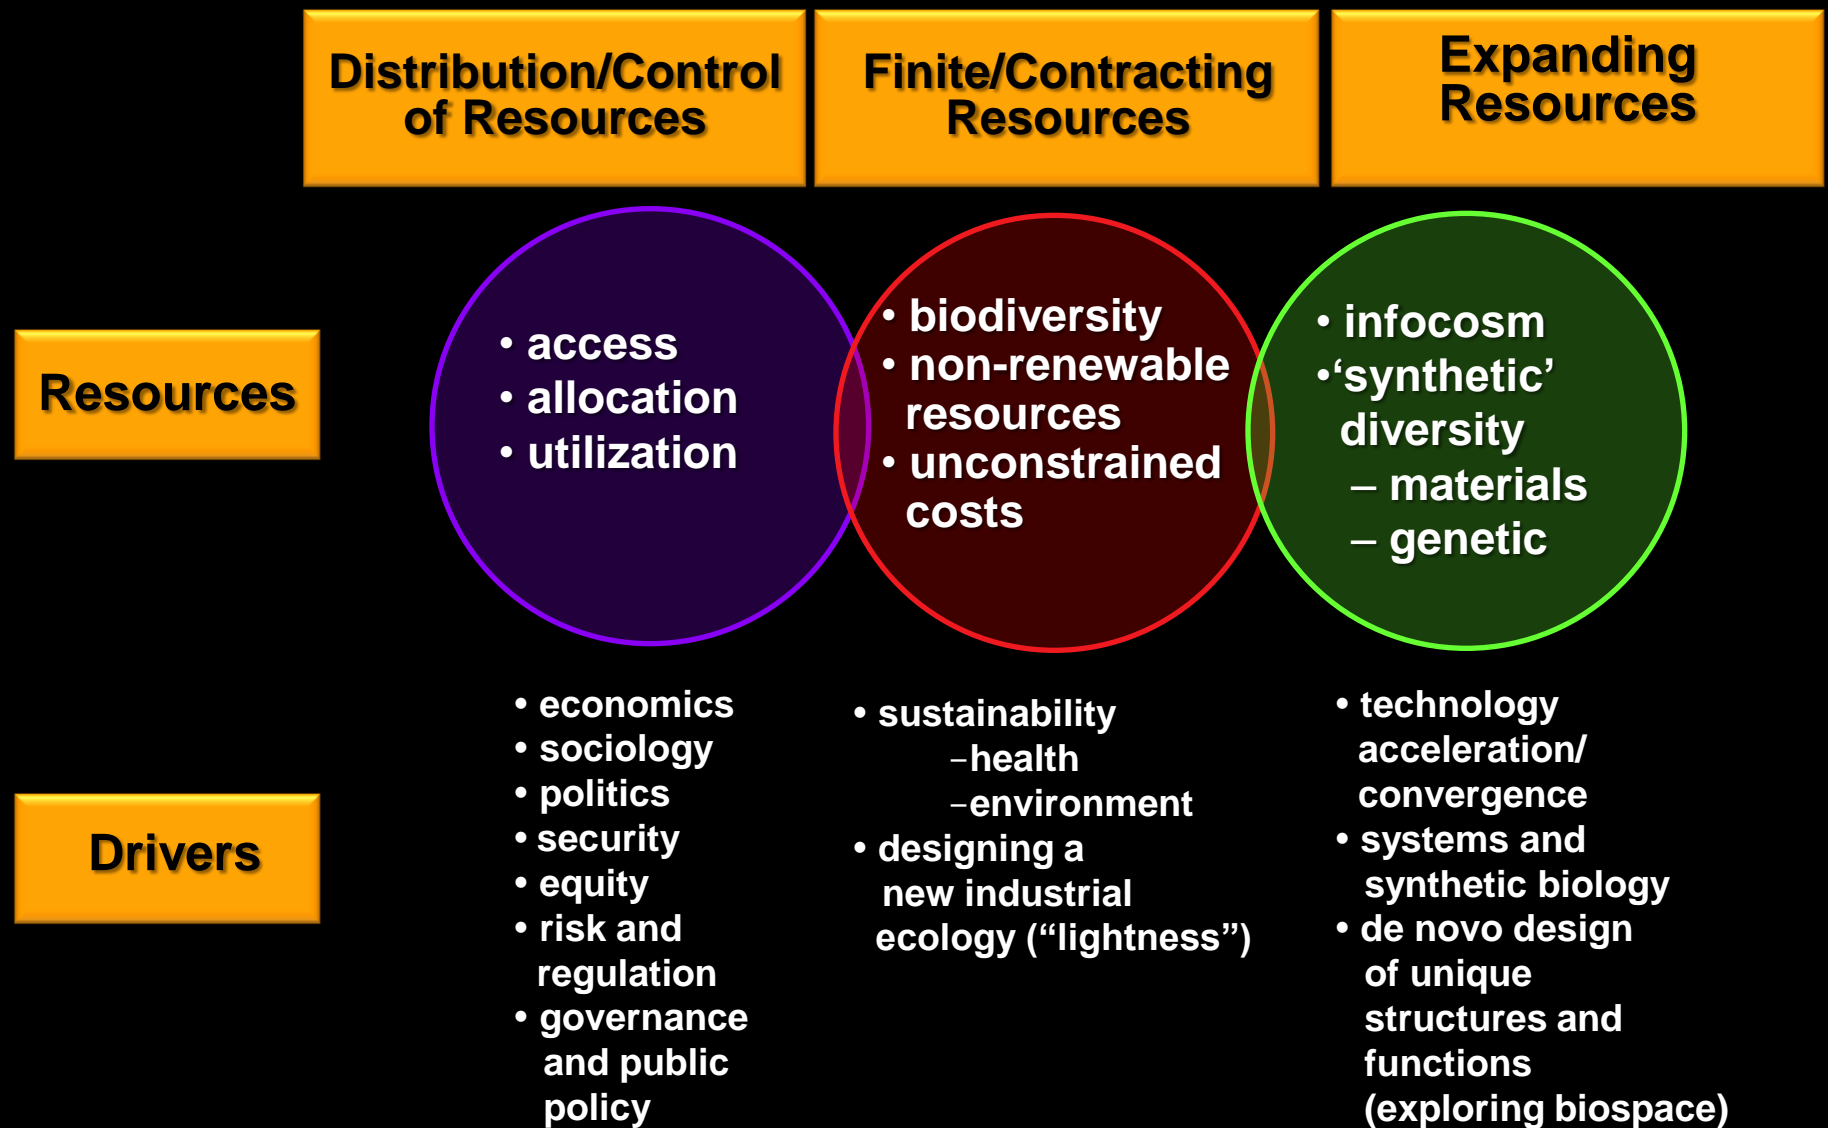 Distribution/Control
of Resources
Finite/Contracting
Resources
Expanding
Resources
Resources
• access
• allocation
• utilization
• biodiversity
• non-renewable
resources
• unconstrained
costs
• infocosm
•‘synthetic’
diversity
– materials
– genetic
Drivers
• economics
• sociology
• politics
• security
• equity
• risk and
regulation
• governance
and public
policy
• sustainability
–health
–environment
• designing a
new industrial
ecology (“lightness”)
• technology
acceleration/
convergence
• systems and
synthetic biology
• de novo design
of unique
structures and
functions
(exploring biospace)